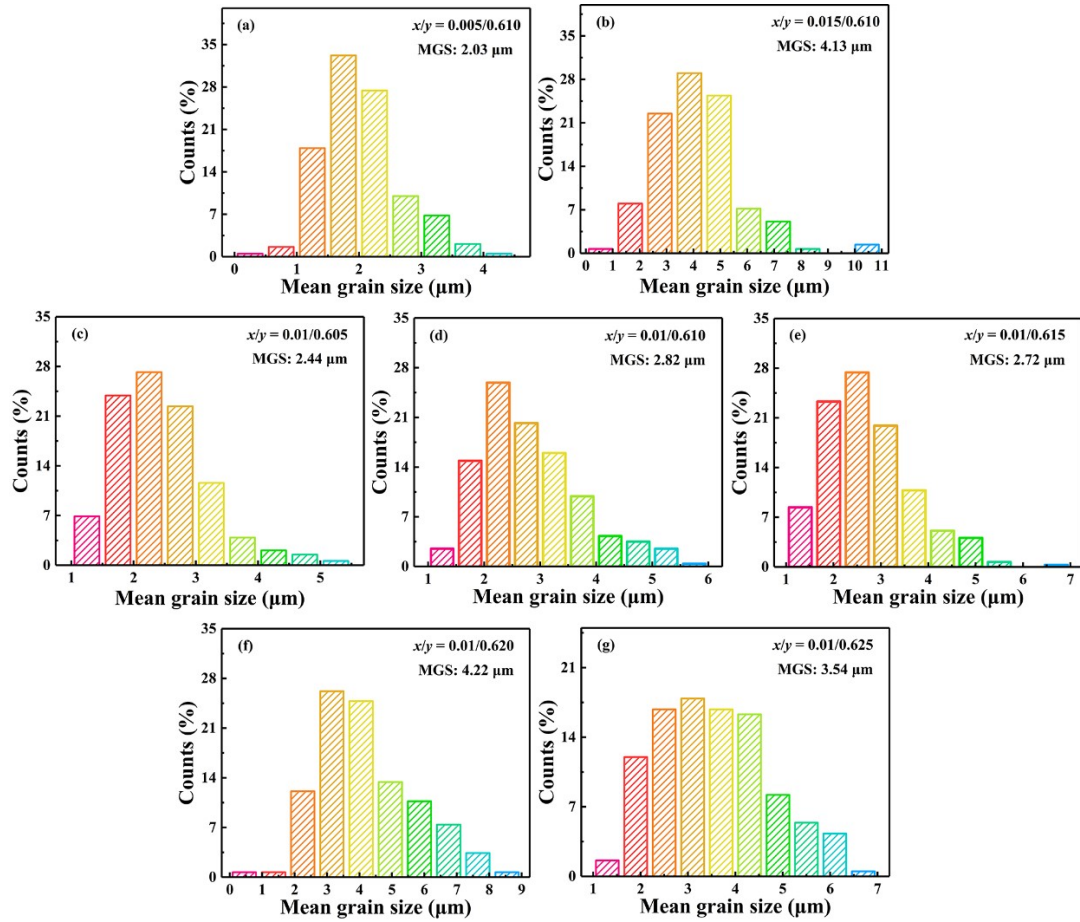 (a)
x/y = 0.005/0.610
MGS: 2.03 μm
Counts (%)
35
28
21
14
7
0
0 1 2 3 4
Mean grain size (μm)
(b)
x/y = 0.015/0.610
MGS: 4.13 μm
Counts (%)
35
28
21
14
7
0
0 1 2 3 4 5 6 7 8 9 10 11
Mean grain size (μm)
(c)
x/y = 0.01/0.605
MGS: 2.44 μm
Counts (%)
35
28
21
14
7
0
1 2 3 4 5
Mean grain size (μm)
(d)
x/y = 0.01/0.610
MGS: 2.82 μm
Counts (%)
35
28
21
14
7
0
1 2 3 4 5 6
Mean grain size (μm)
(e)
x/y = 0.01/0.615
MGS: 2.72 μm
Counts (%)
35
28
21
14
7
0
1 2 3 4 5 6 7
Mean grain size (μm)
(f)
x/y = 0.01/0.620
MGS: 4.22 μm
Counts (%)
35
28
21
14
7
0
0 1 2 3 4 5 6 7 8 9
Mean grain size (μm)
(g)
x/y = 0.01/0.625
MGS: 3.54 μm
Counts (%)
21
14
7
0
1 2 3 4 5 6 7
Mean grain size (μm)